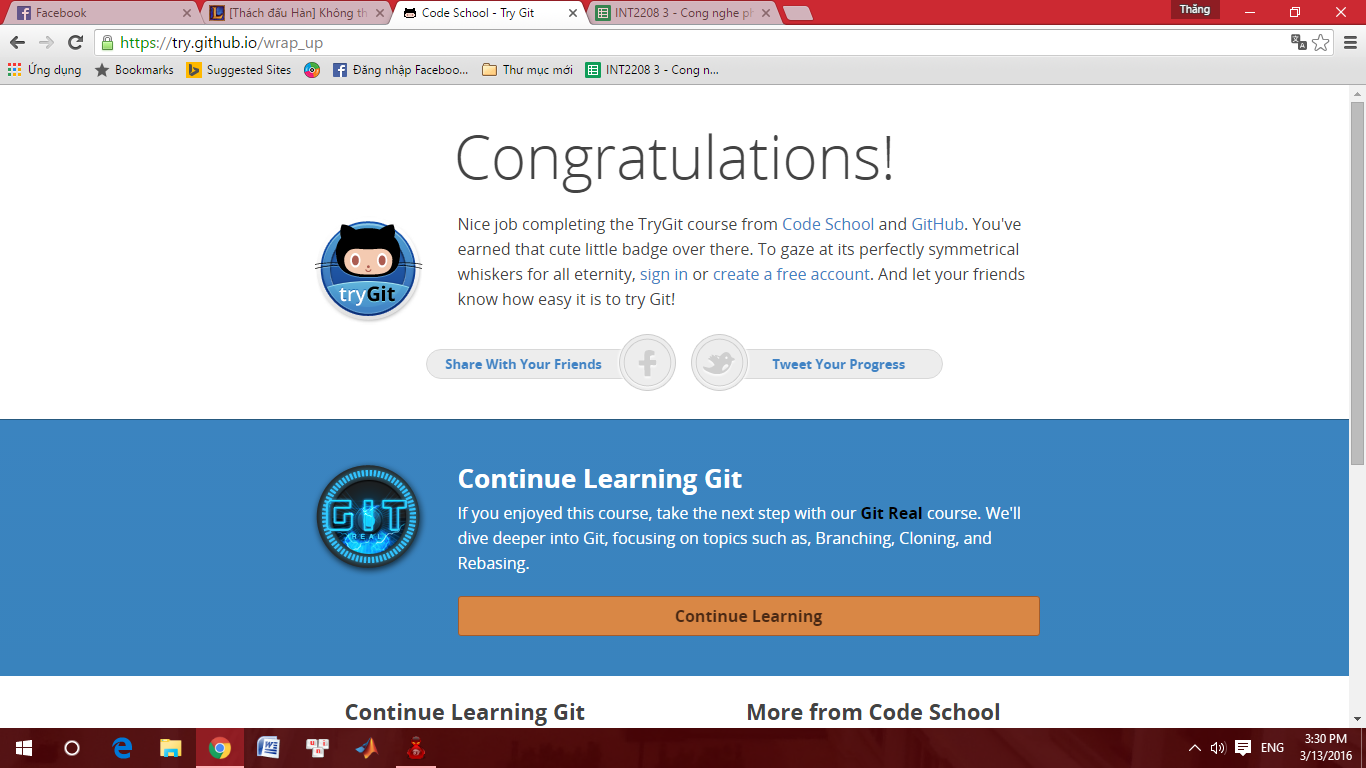 Facebook
[Thách đấu Hàn] Không th
Code School - Try Git
INT2208 3 - Cong nghe ph
Thăng
https://try.github.io/wrap_up
Ứng dụng
Bookmarks
Suggested Sites
Đăng nhập Faceboo...
Thư mục mới
INT2208 3 - Cong n...
Congratulations!
Nice job completing the TryGit course from Code School and GitHub. You've
earned that cute little badge over there. To gaze at its perfectly symmetrical
whiskers for all eternity, sign in or create a free account. And let your friends
know how easy it is to try Git!
tryGit
Share With Your Friends
Tweet Your Progress
GIT
REAL
Continue Learning Git
If you enjoyed this course, take the next step with our Git Real course. We'll
dive deeper into Git, focusing on topics such as, Branching, Cloning, and
Rebasing.
Continue Learning
Continue Learning Git
More from Code School
ENG
3:30 PM
3/13/2016